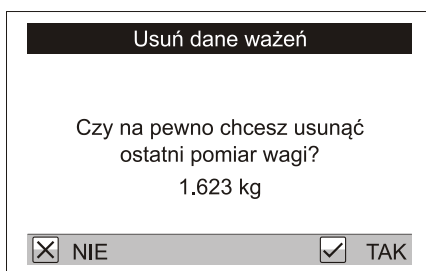 Usuń dane ważeń
Czy na pewno chcesz usunąć
ostatni pomiar wagi?
1.623 kg
NIE TAK